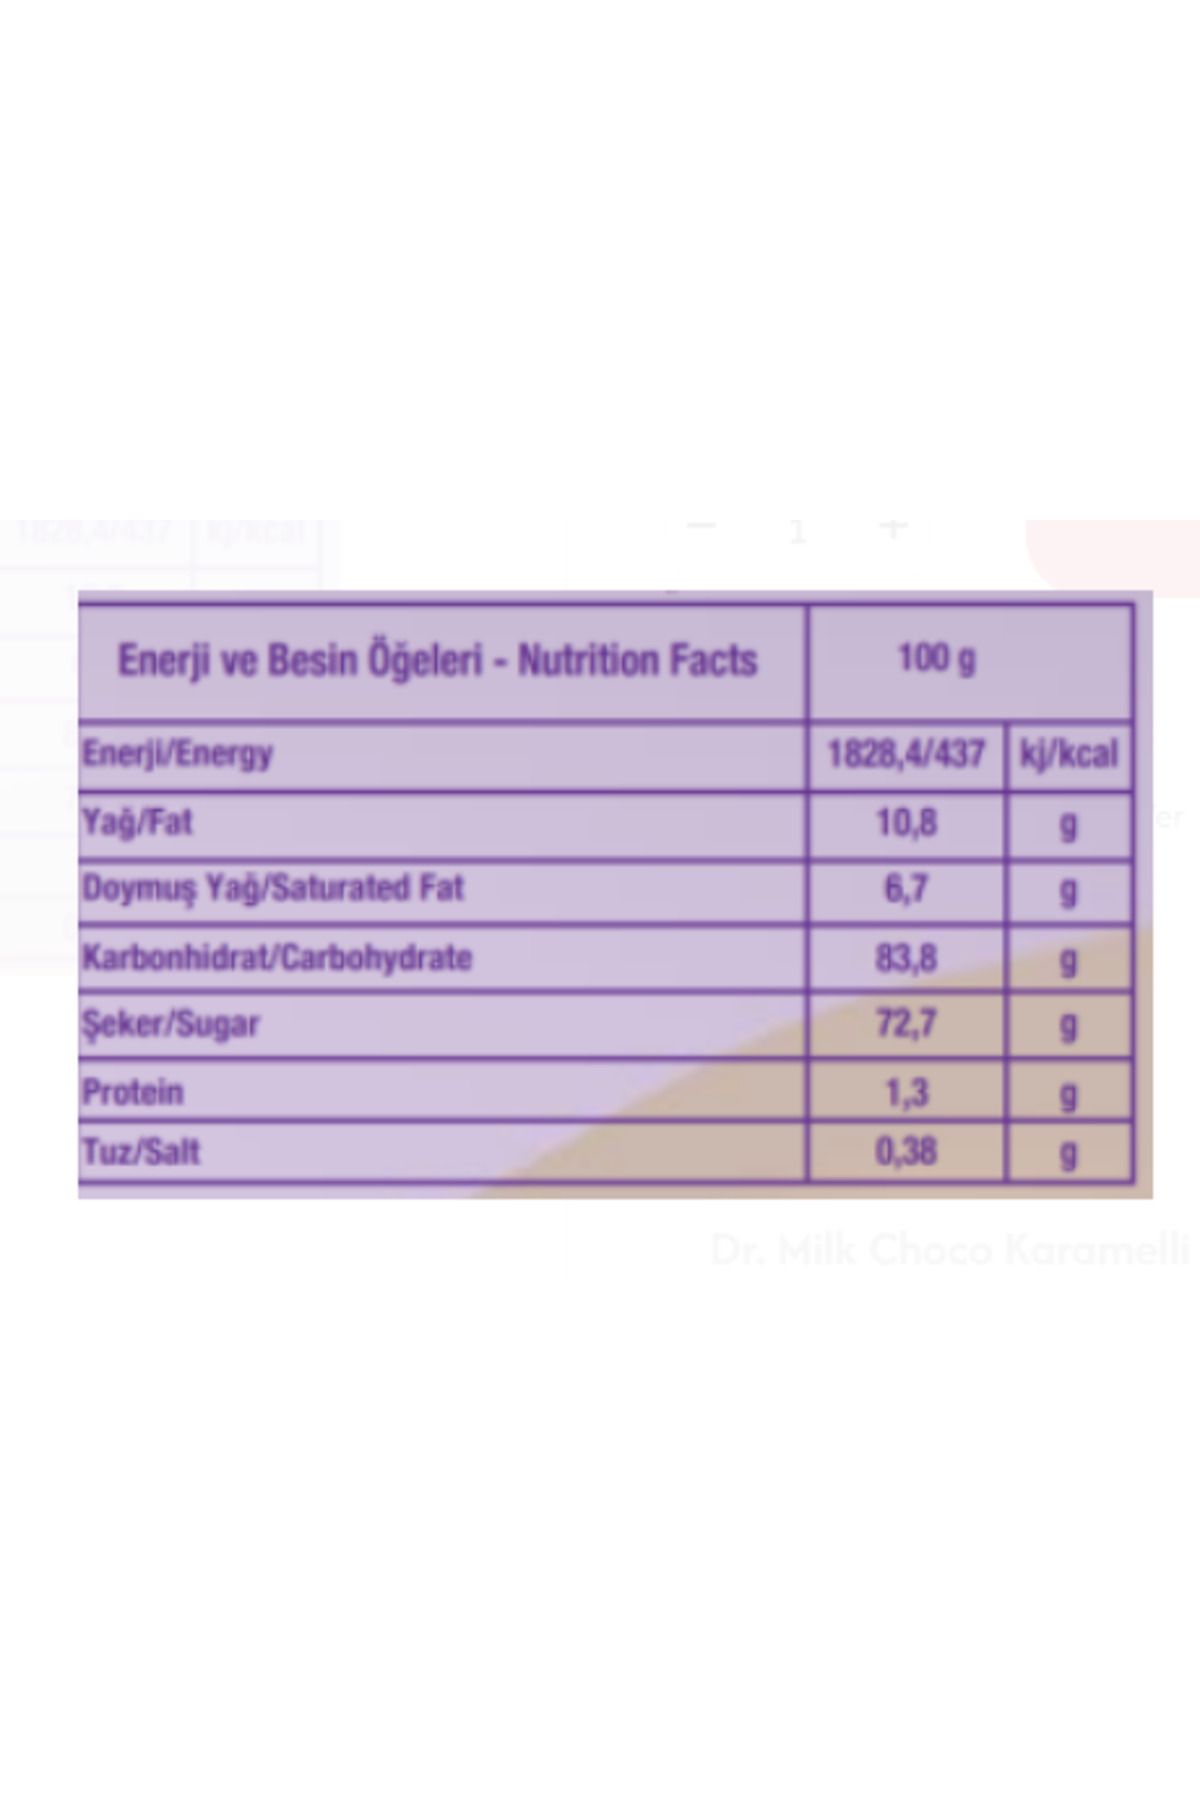 1828,4/437 kj/kcal
− 1 +
Enerji ve Besin Öğeleri - Nutrition Facts 100 g
Enerji/Energy 1828,4/437 kj/kcal
Yağ/Fat 10,8 g
Doymuş Yağ/Saturated Fat 6,7 g
Karbonhidrat/Carbohydrate 83,8 g
Şeker/Sugar 72,7 g
Protein 1,3 g
Tuz/Salt 0,38 g
Dr. Milk Choco Karamelli